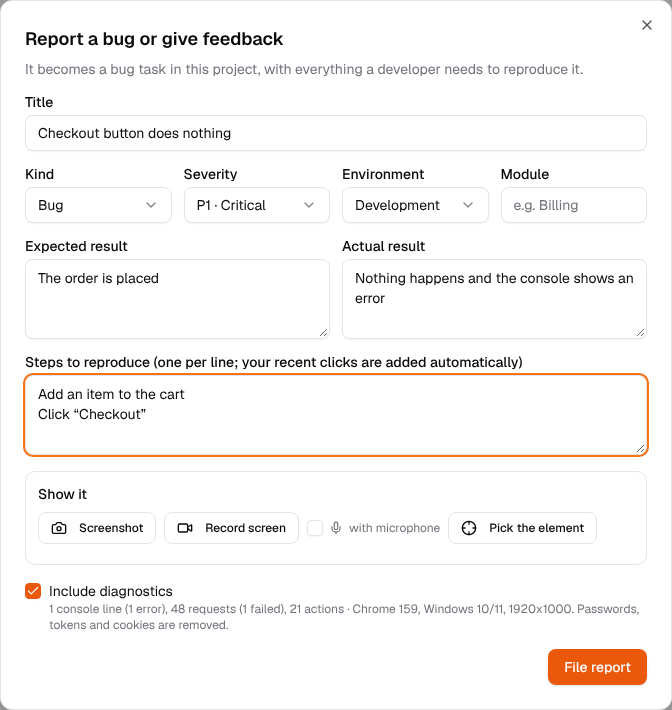 Report a bug or give feedback
It becomes a bug task in this project, with everything a developer needs to reproduce it.
Title
Checkout button does nothing
Kind Severity Environment Module
Bug P1 · Critical Development e.g. Billing
Expected result Actual result
The order is placed
Nothing happens and the console shows an
error
Steps to reproduce (one per line; your recent clicks are added automatically)
Add an item to the cart
Click “Checkout”
Show it
Screenshot Record screen with microphone Pick the element
Include diagnostics
1 console line (1 error), 48 requests (1 failed), 21 actions · Chrome 159, Windows 10/11, 1920x1000. Passwords,
tokens and cookies are removed.
File report